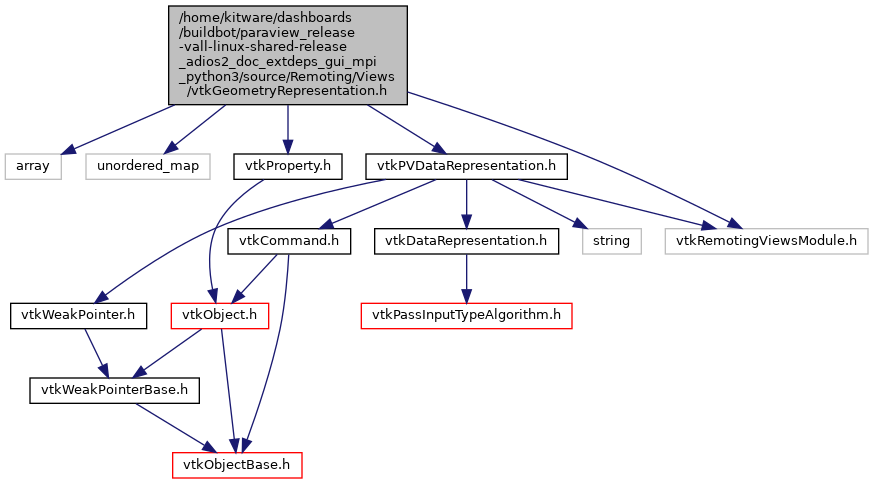 /home/kitware/dashboards
/buildbot/paraview_release
-vall-linux-shared-release
_adios2_doc_extdeps_gui_mpi
_python3/source/Remoting/Views
/vtkGeometryRepresentation.h
array
unordered_map
vtkProperty.h
vtkPVDataRepresentation.h
vtkCommand.h
vtkDataRepresentation.h
string
vtkRemotingViewsModule.h
vtkWeakPointer.h
vtkObject.h
vtkPassInputTypeAlgorithm.h
vtkWeakPointerBase.h
vtkObjectBase.h